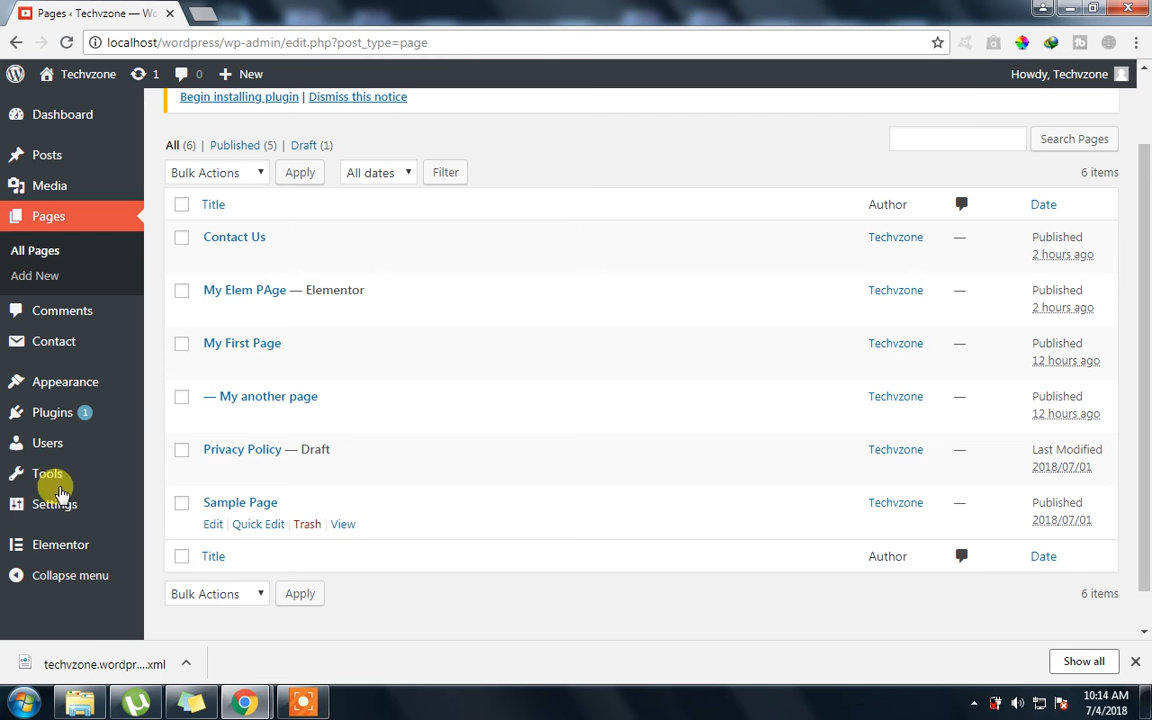 Pages ‹ Techvzone — Wo
localhost/wordpress/wp-admin/edit.php?post_type=page
Techvzone 1 0 New Howdy, Techvzone
Begin installing plugin | Dismiss this notice
Dashboard
Posts
Media
Pages
All Pages
Add New
Comments
Contact
Appearance
Plugins 1
Users
Tools
Settings
Elementor
Collapse menu
All (6) | Published (5) | Draft (1)
Search Pages
Bulk Actions Apply All dates Filter 6 items
Title Author Date
Contact Us Techvzone — Published
2 hours ago
My Elem PAge — Elementor Techvzone — Published
2 hours ago
My First Page Techvzone — Published
12 hours ago
— My another page Techvzone — Published
12 hours ago
Privacy Policy — Draft Techvzone — Last Modified
2018/07/01
Sample Page Techvzone — Published
Edit | Quick Edit | Trash | View 2018/07/01
Title Author Date
Bulk Actions Apply 6 items
techvzone.wordpr....xml Show all
10:14 AM
7/4/2018